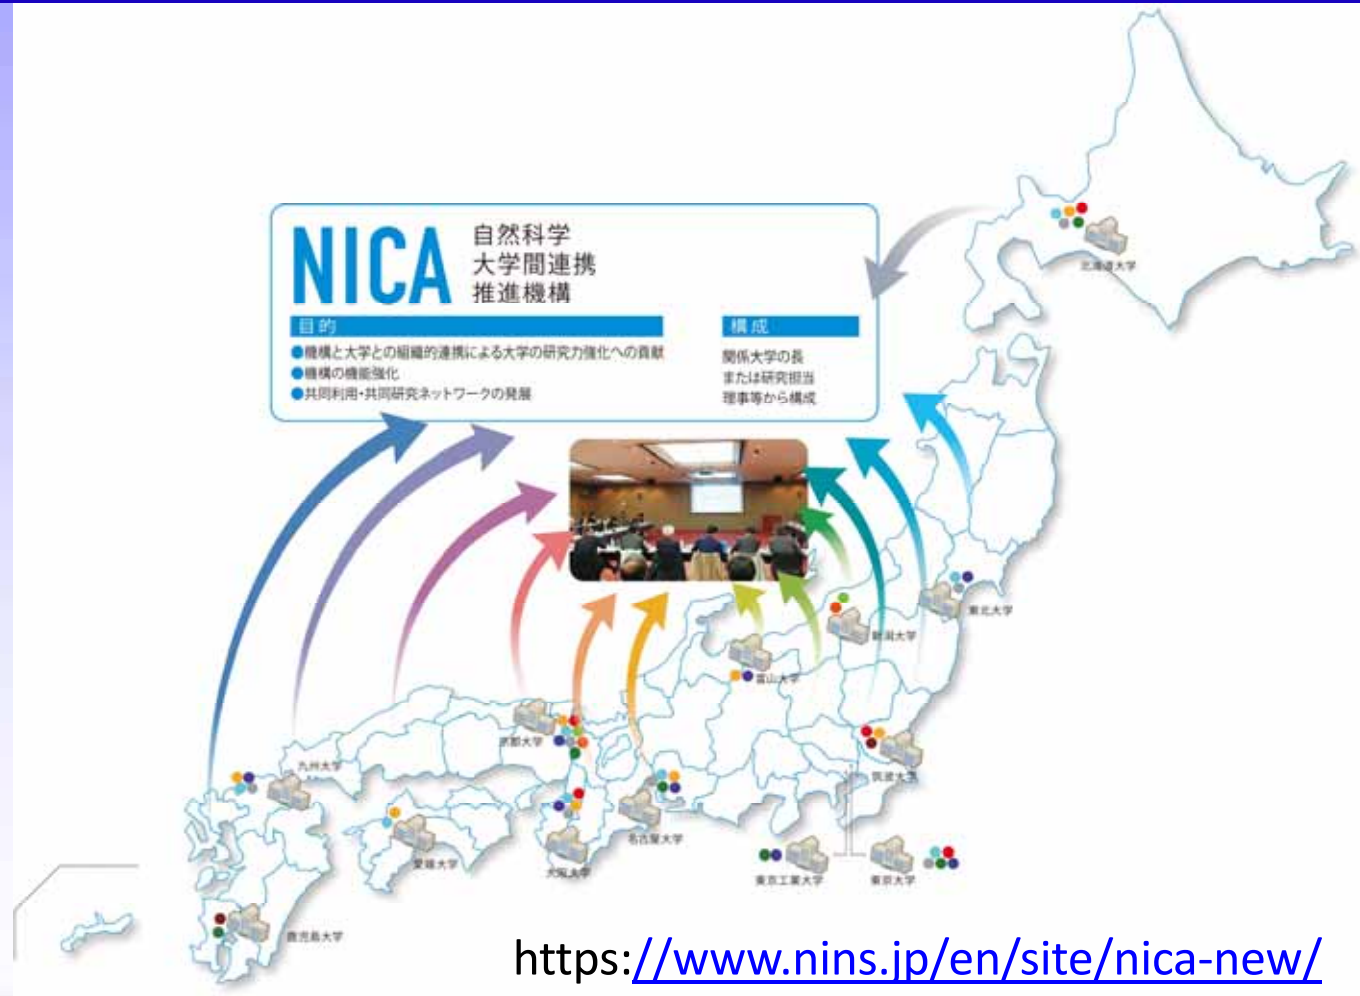 NICA
自然科学
大学間連携
推進機構
目的
●機構と大学との組織的連携による大学の研究力強化への貢献
●機構の機能強化
●共同利用・共同研究ネットワークの発展
構成
関係大学の長
または研究担当
理事等から構成
北海道大学
東北大学
新潟大学
富山大学
京都大学
九州大学
筑波大学
名古屋大学
愛媛大学
大阪大学
東京工業大学
東京大学
鹿児島大学
https://www.nins.jp/en/site/nica-new/